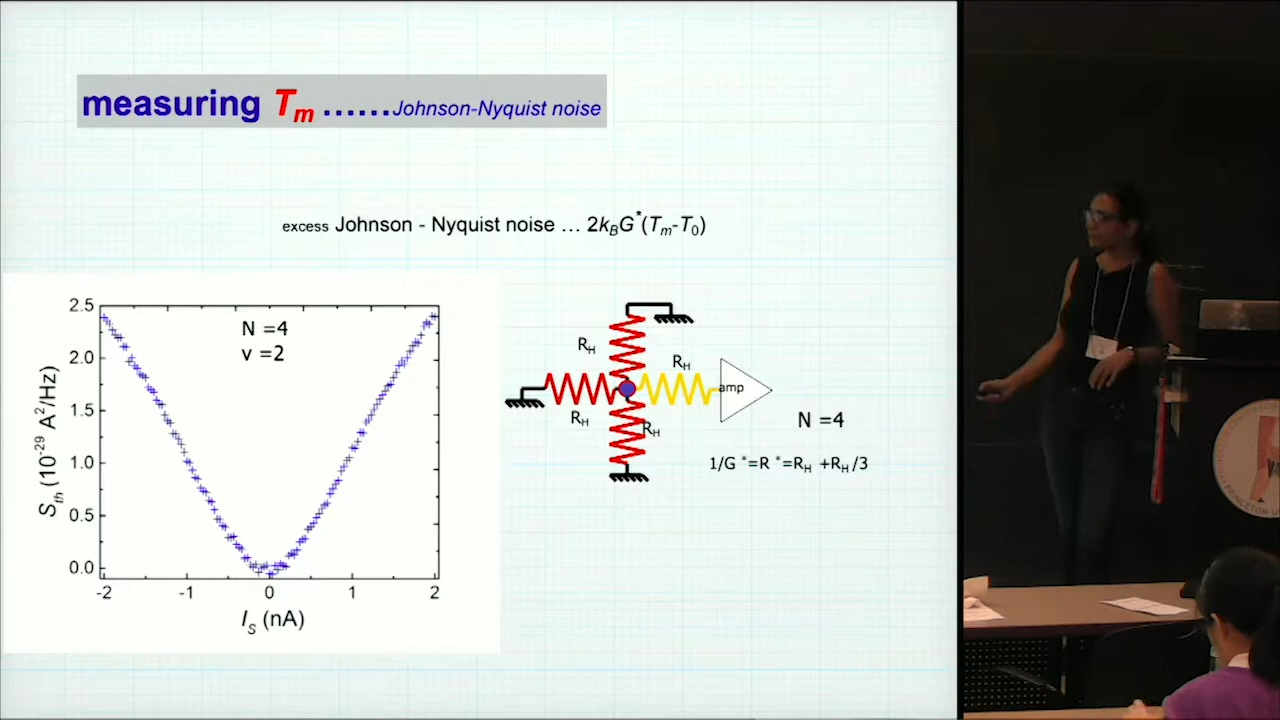 measuring Tm ......Johnson-Nyquist noise
excess Johnson - Nyquist noise ... 2kBG*(Tm-T0)
2.5
2.0
1.5
1.0
0.5
0.0
Sth (10-29 A2/Hz)
N =4
v =2
-2 -1 0 1 2
IS (nA)
RH
RH
RH
RH
amp
N =4
1/G *=R *=RH +RH /3
PRINCETON U